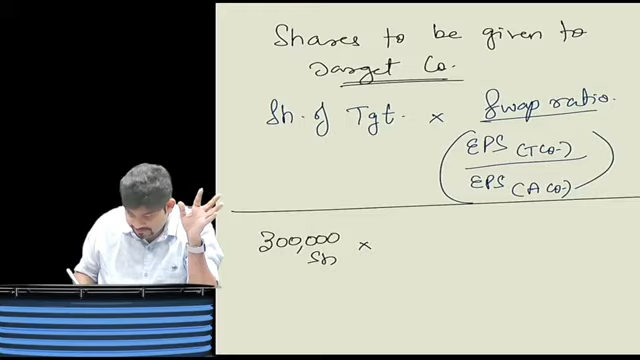 Shares to be given to
Target Co.
Sh. of Tgt. × Swap ratio.
(EPS (T Co.)
EPS (A Co.))
300,000 ×
Sh